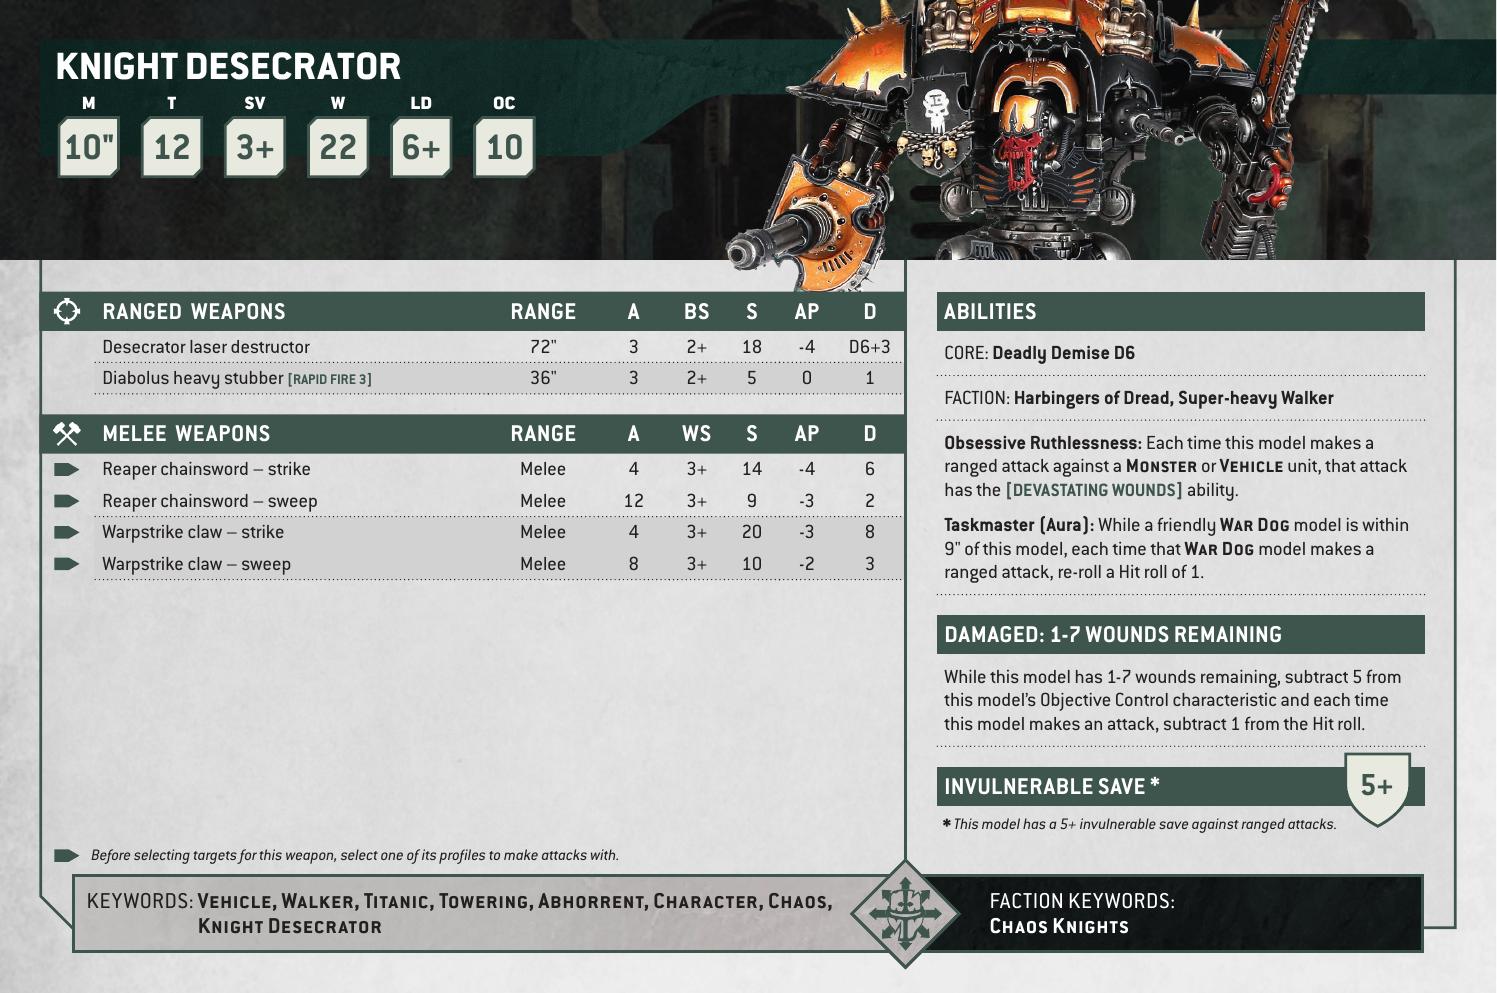 KNIGHT DESECRATOR
M T SV W LD OC
10" 12 3+ 22 6+ 10
RANGED WEAPONS RANGE A BS S AP D
Desecrator laser destructor 72" 3 2+ 18 -4 D6+3
Diabolus heavy stubber [RAPID FIRE 3] 36" 3 2+ 5 0 1
MELEE WEAPONS RANGE A WS S AP D
Reaper chainsword – strike Melee 4 3+ 14 -4 6
Reaper chainsword – sweep Melee 12 3+ 9 -3 2
Warpstrike claw – strike Melee 4 3+ 20 -3 8
Warpstrike claw – sweep Melee 8 3+ 10 -2 3
Before selecting targets for this weapon, select one of its profiles to make attacks with.
ABILITIES
CORE: Deadly Demise D6
FACTION: Harbingers of Dread, Super-heavy Walker
Obsessive Ruthlessness: Each time this model makes a
ranged attack against a MONSTER or VEHICLE unit, that attack
has the [DEVASTATING WOUNDS] ability.
Taskmaster (Aura): While a friendly WAR DOG model is within
9" of this model, each time that WAR DOG model makes a
ranged attack, re-roll a Hit roll of 1.
DAMAGED: 1-7 WOUNDS REMAINING
While this model has 1-7 wounds remaining, subtract 5 from
this model’s Objective Control characteristic and each time
this model makes an attack, subtract 1 from the Hit roll.
INVULNERABLE SAVE * 5+
* This model has a 5+ invulnerable save against ranged attacks.
KEYWORDS: VEHICLE, WALKER, TITANIC, TOWERING, ABHORRENT, CHARACTER, CHAOS,
KNIGHT DESECRATOR
FACTION KEYWORDS:
CHAOS KNIGHTS